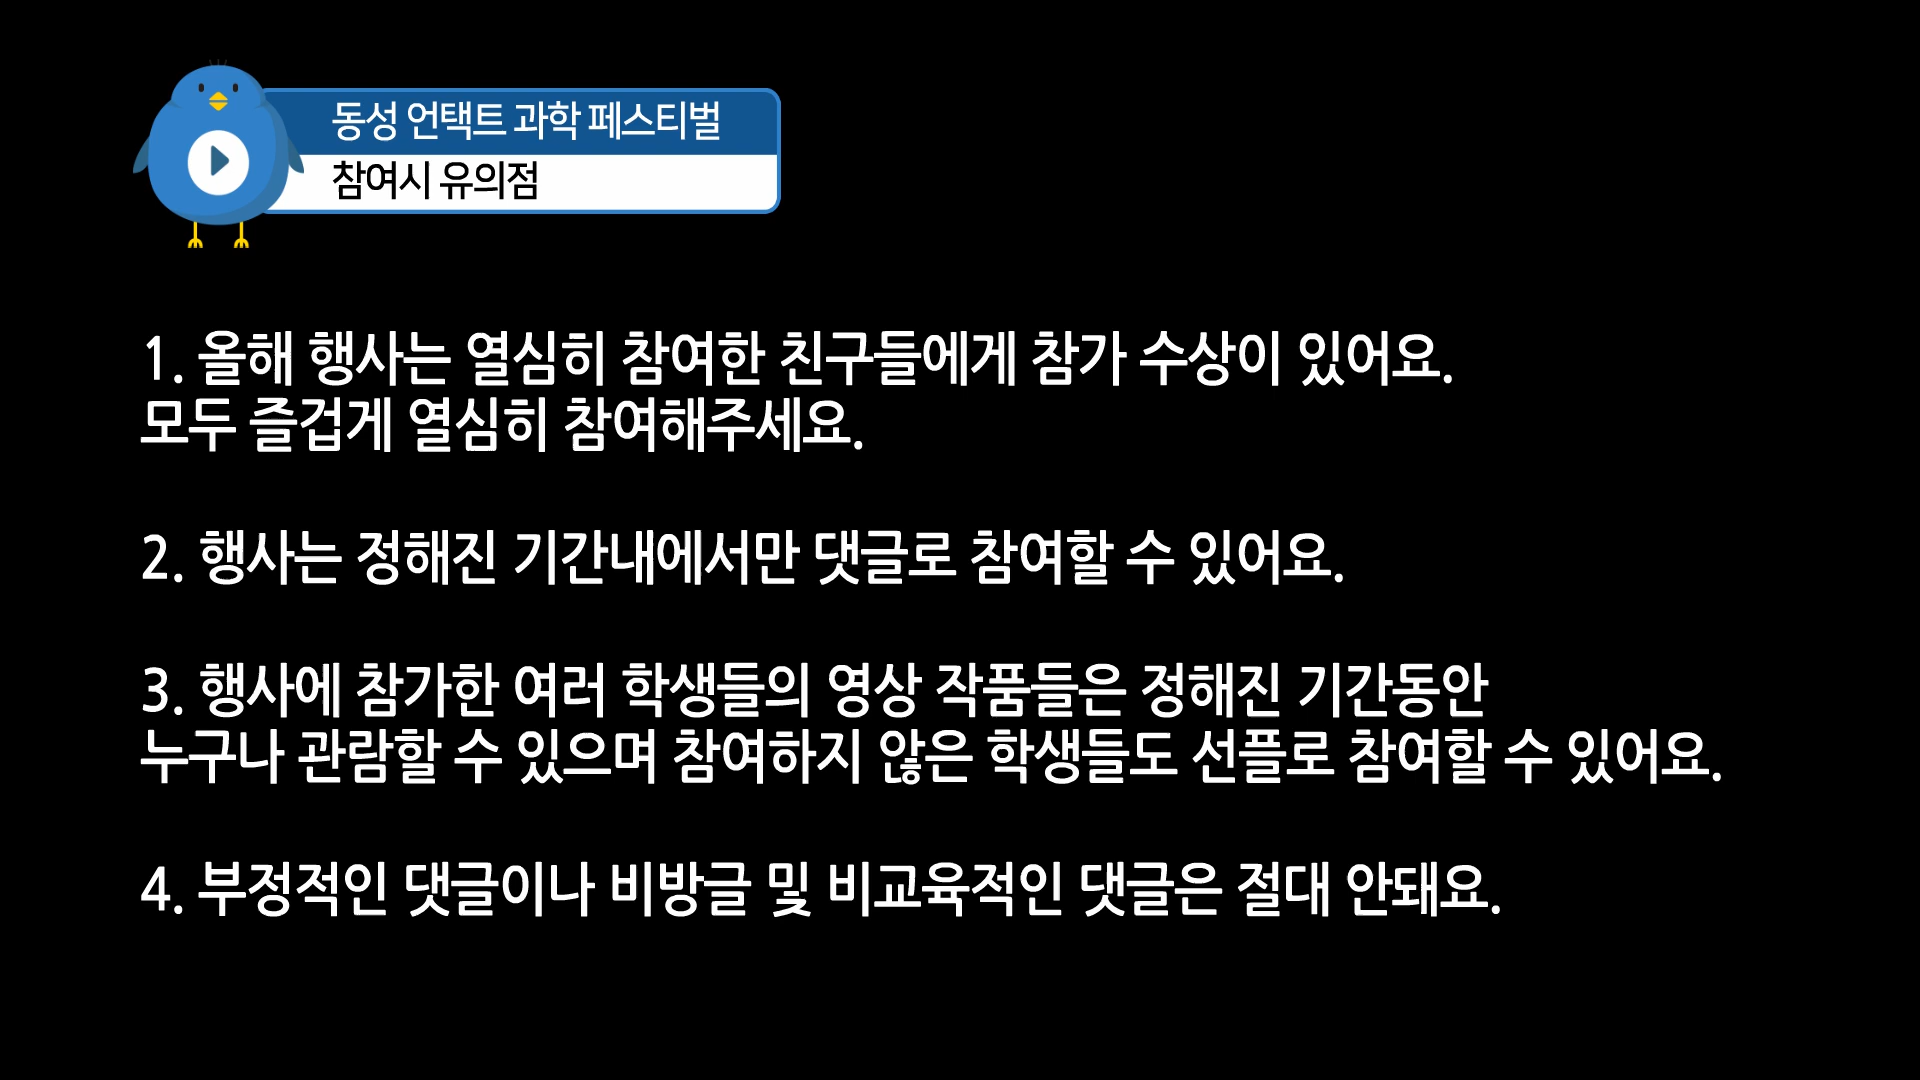 동성 언택트 과학 페스티벌
참여시 유의점
1. 올해 행사는 열심히 참여한 친구들에게 참가 수상이 있어요.
모두 즐겁게 열심히 참여해주세요.
2. 행사는 정해진 기간내에서만 댓글로 참여할 수 있어요.
3. 행사에 참가한 여러 학생들의 영상 작품들은 정해진 기간동안
누구나 관람할 수 있으며 참여하지 않은 학생들도 선플로 참여할 수 있어요.
4. 부정적인 댓글이나 비방글 및 비교육적인 댓글은 절대 안돼요.